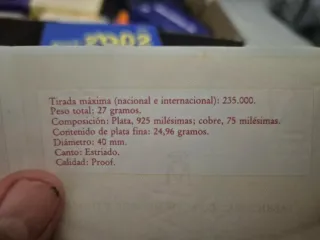 2002
Tirada máxima (nacional e internacional): 235.000.
Peso total: 27 gramos.
Composición: Plata, 925 milésimas; cobre, 75 milésimas.
Contenido de plata fina: 24,96 gramos.
Diámetro: 40 mm.
Canto: Estriado.
Calidad: Proof.